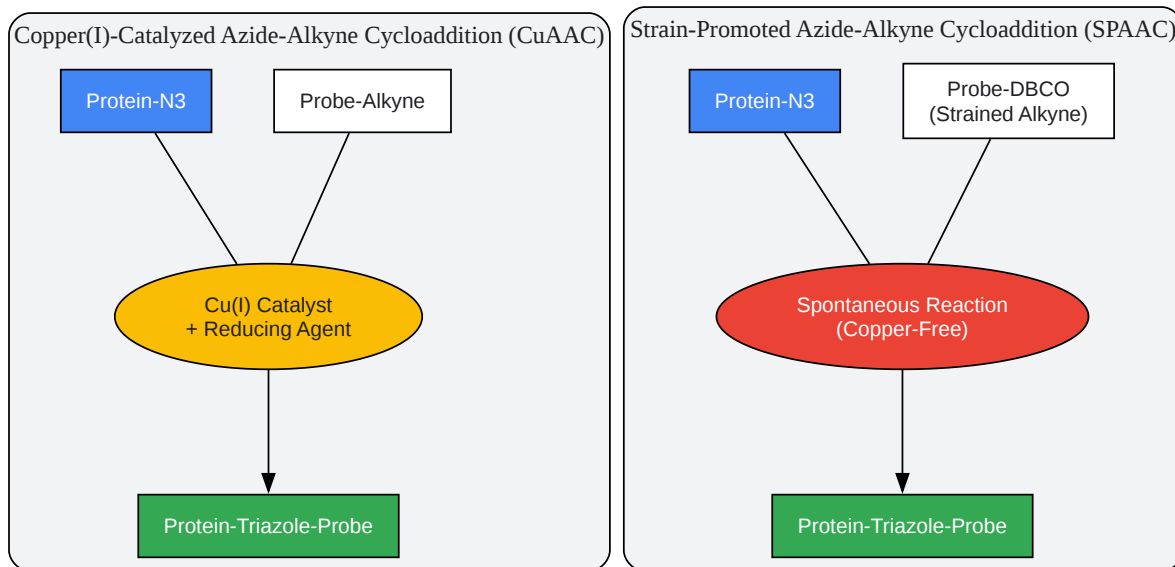 Copper(I)-Catalyzed Azide-Alkyne Cycloaddition (CuAAC)
Protein-N3
Probe-Alkyne
Cu(I) Catalyst
+ Reducing Agent
Protein-Triazole-Probe
Strain-Promoted Azide-Alkyne Cycloaddition (SPAAC)
Protein-N3
Probe-DBCO
(Strained Alkyne)
Spontaneous Reaction
(Copper-Free)
Protein-Triazole-Probe